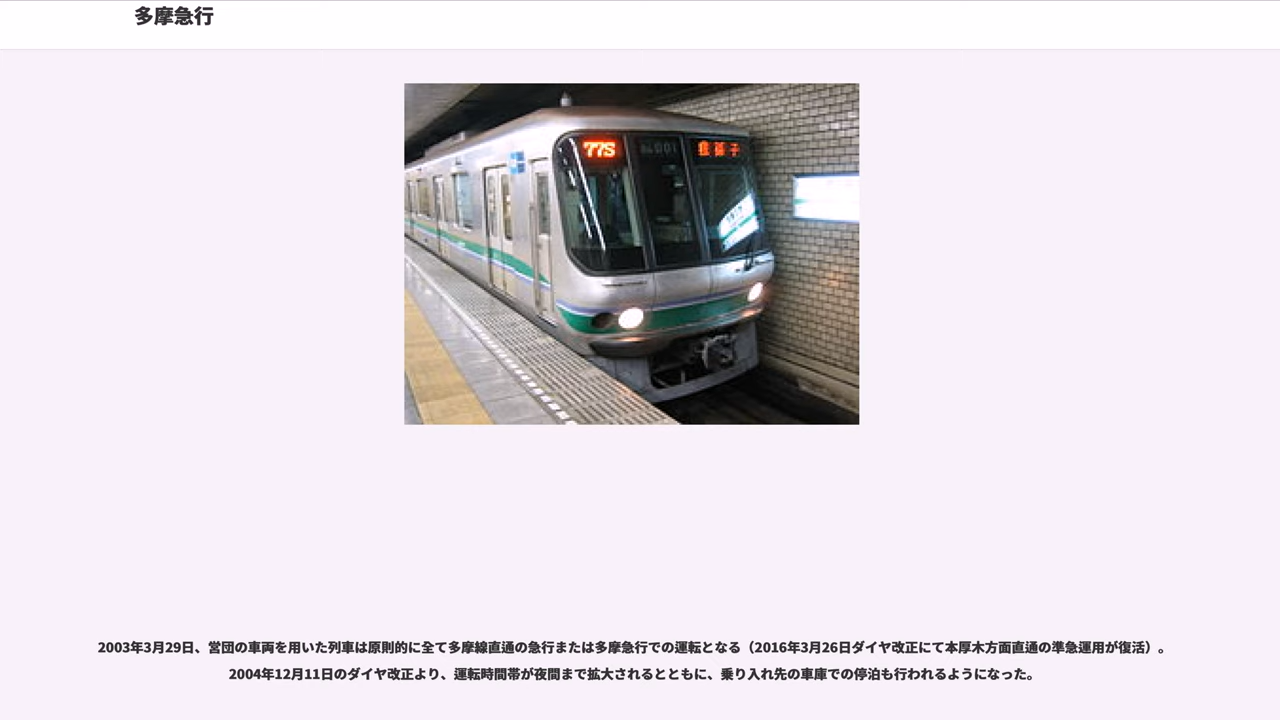 多摩急行
77S
我孫子
2003年3月29日、営団の車両を用いた列車は原則的に全て多摩線直通の急行または多摩急行での運転となる（2016年3月26日ダイヤ改正にて本厚木方面直通の準急運用が復活）。
2004年12月11日のダイヤ改正より、運転時間帯が夜間まで拡大されるとともに、乗り入れ先の車庫での停泊も行われるようになった。